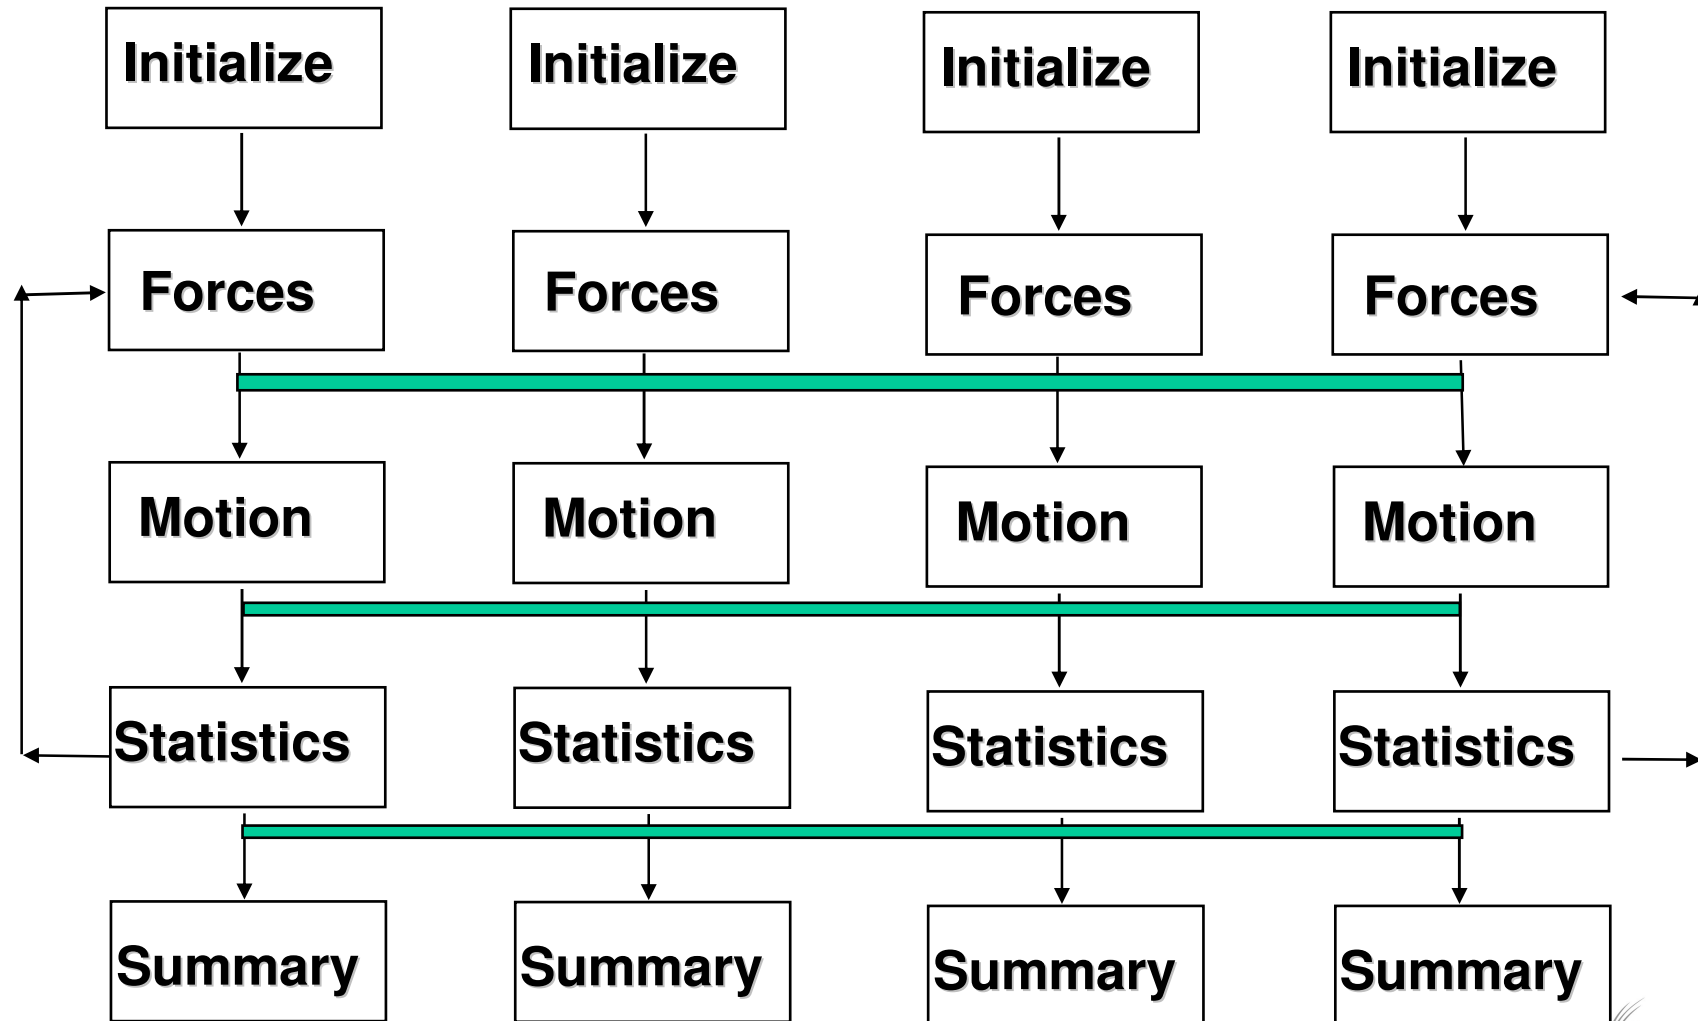 Initialize Initialize Initialize Initialize
Forces Forces Forces Forces
Motion Motion Motion Motion
Statistics Statistics Statistics Statistics
Summary Summary Summary Summary